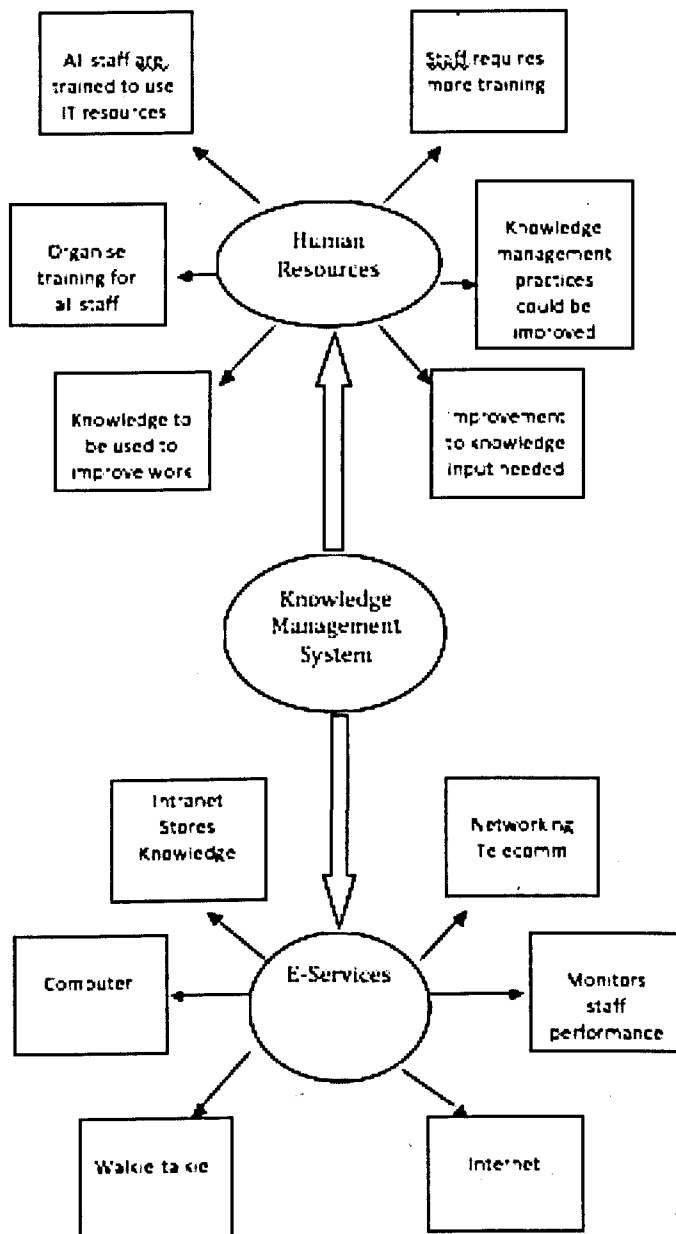 All staff are
trained to use
IT resources
Staff requires
more training
Human
Resources
Organise
training for
all staff
Knowledge
management
practices
could be
improved
Knowledge to
be used to
improve work
Improvement
to knowledge
input needed
Knowledge
Management
System
Intranet
Stores
Knowledge
Networking
Telecomm
E-Services
Computer
Monitors
staff
performance
Walkie talkie
Internet